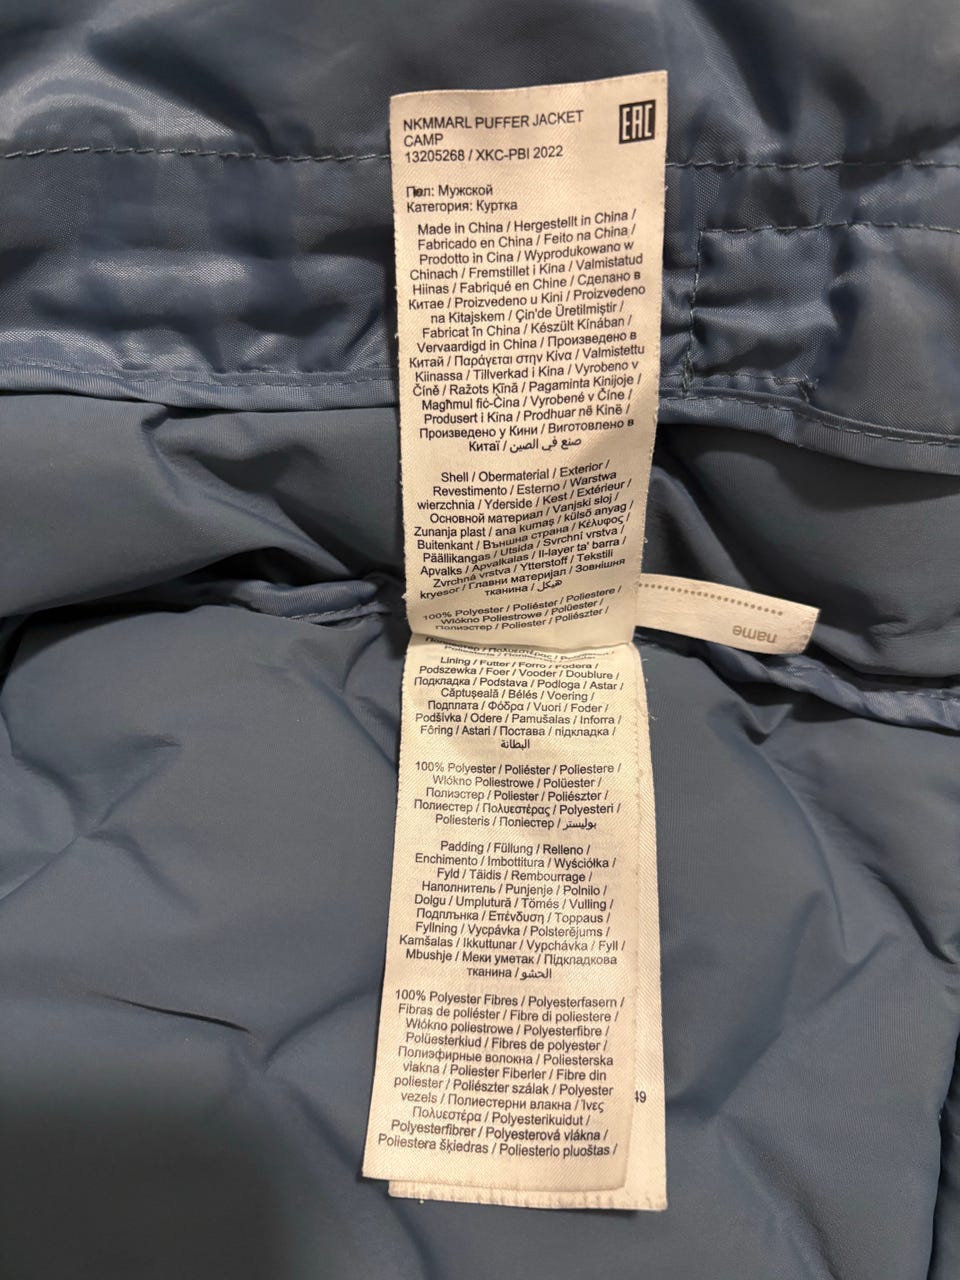 NKMMARL PUFFER JACKET
CAMP
13205268 / XKC-PBI 2022
EAC
Пол: Мужской
Категория: Куртка
Made in China / Hergestellt in China /
Fabricado en China / Feito na China /
Prodotto in Cina / Wyprodukowano w
Chinach / Fremstillet i Kina / Valmistatud
Hiinas / Fabriqué en Chine / Сделано в
Китае / Proizvedeno u Kini / Proizvedeno
na Kitajskem / Çin'de Üretilmiştir /
Fabricat în China / Készült Kínában /
Vervaardigd in China / Произведено в
Китай / Παράγεται στην Κίνα / Valmistettu
Kiinassa / Tillverkad i Kina / Vyrobeno v
Číně / Ražots Ķīnā / Pagaminta Kinijoje /
Magħmul fiċ-Ċina / Vyrobené v Číne /
Produsert i Kina / Prodhuar në Kinë /
Произведено у Кини / Виготовлено в
Китаї / صنع في الصين
Shell / Obermaterial / Exterior /
Revestimento / Esterno / Warstwa
wierzchnia / Yderside / Kest / Extérieur /
Основной материал / Vanjski sloj /
Zunanja plast / ana kumaş / külső anyag /
Buitenkant / Външна страна / Κέλυφος /
Päällikangas / Utsida / Svrchní vrstva /
Apvalks / Apvalkalas / Il-layer ta' barra /
Zvrchná vrstva / Ytterstoff / Tekstili
kryesor / Главни материјал / Зовнішня
тканина / هيكل
100% Polyester / Poliéster / Poliestere /
Włókno Poliestrowe / Polüester /
Полиэстер / Poliester / Poliészter /
Lining / Futter / Forro / Fodera /
Podszewka / Foer / Vooder / Doublure /
Подкладка / Podstava / Podloga / Astar /
Căptușeală / Bélés / Voering /
Подплата / Φόδρα / Vuori / Foder /
Podšívka / Odere / Pamušalas / Inforra /
Fôring / Astari / Постава / підкладка /
البطانة
100% Polyester / Poliéster / Poliestere /
Włókno Poliestrowe / Polüester /
Полиэстер / Poliester / Poliészter /
Полиестер / Πολυεστέρας / Polyesteri /
Poliesteris / Поліестер / بوليستر
Padding / Füllung / Relleno /
Enchimento / Imbottitura / Wyściółka /
Fyld / Täidis / Rembourrage /
Наполнитель / Punjenje / Polnilo /
Dolgu / Umplutură / Tömés / Vulling /
Подплънка / Επένδυση / Toppaus /
Fyllning / Vycpávka / Polsterējums /
Kamšalas / Ikkuttunar / Vypchávka / Fyll /
Mbushje / Меки уметак / Підкладкова
тканина / الحشو
100% Polyester Fibres / Polyesterfasern /
Fibras de poliéster / Fibre di poliestere /
Włókno poliestrowe / Polyesterfibre /
Polüesterkiud / Fibres de polyester /
Полиэфирные волокна / Poliesterska
vlakna / Poliester Fiberler / Fibre din
poliester / Poliészter szálak / Polyester
vezels / Полиестерни влакна / Ίνες
Πολυεστέρα / Polyesterikuidut /
Polyesterfibrer / Polyesterová vlákna /
Poliestera šķiedras / Poliesterio pluoštas /
49
name